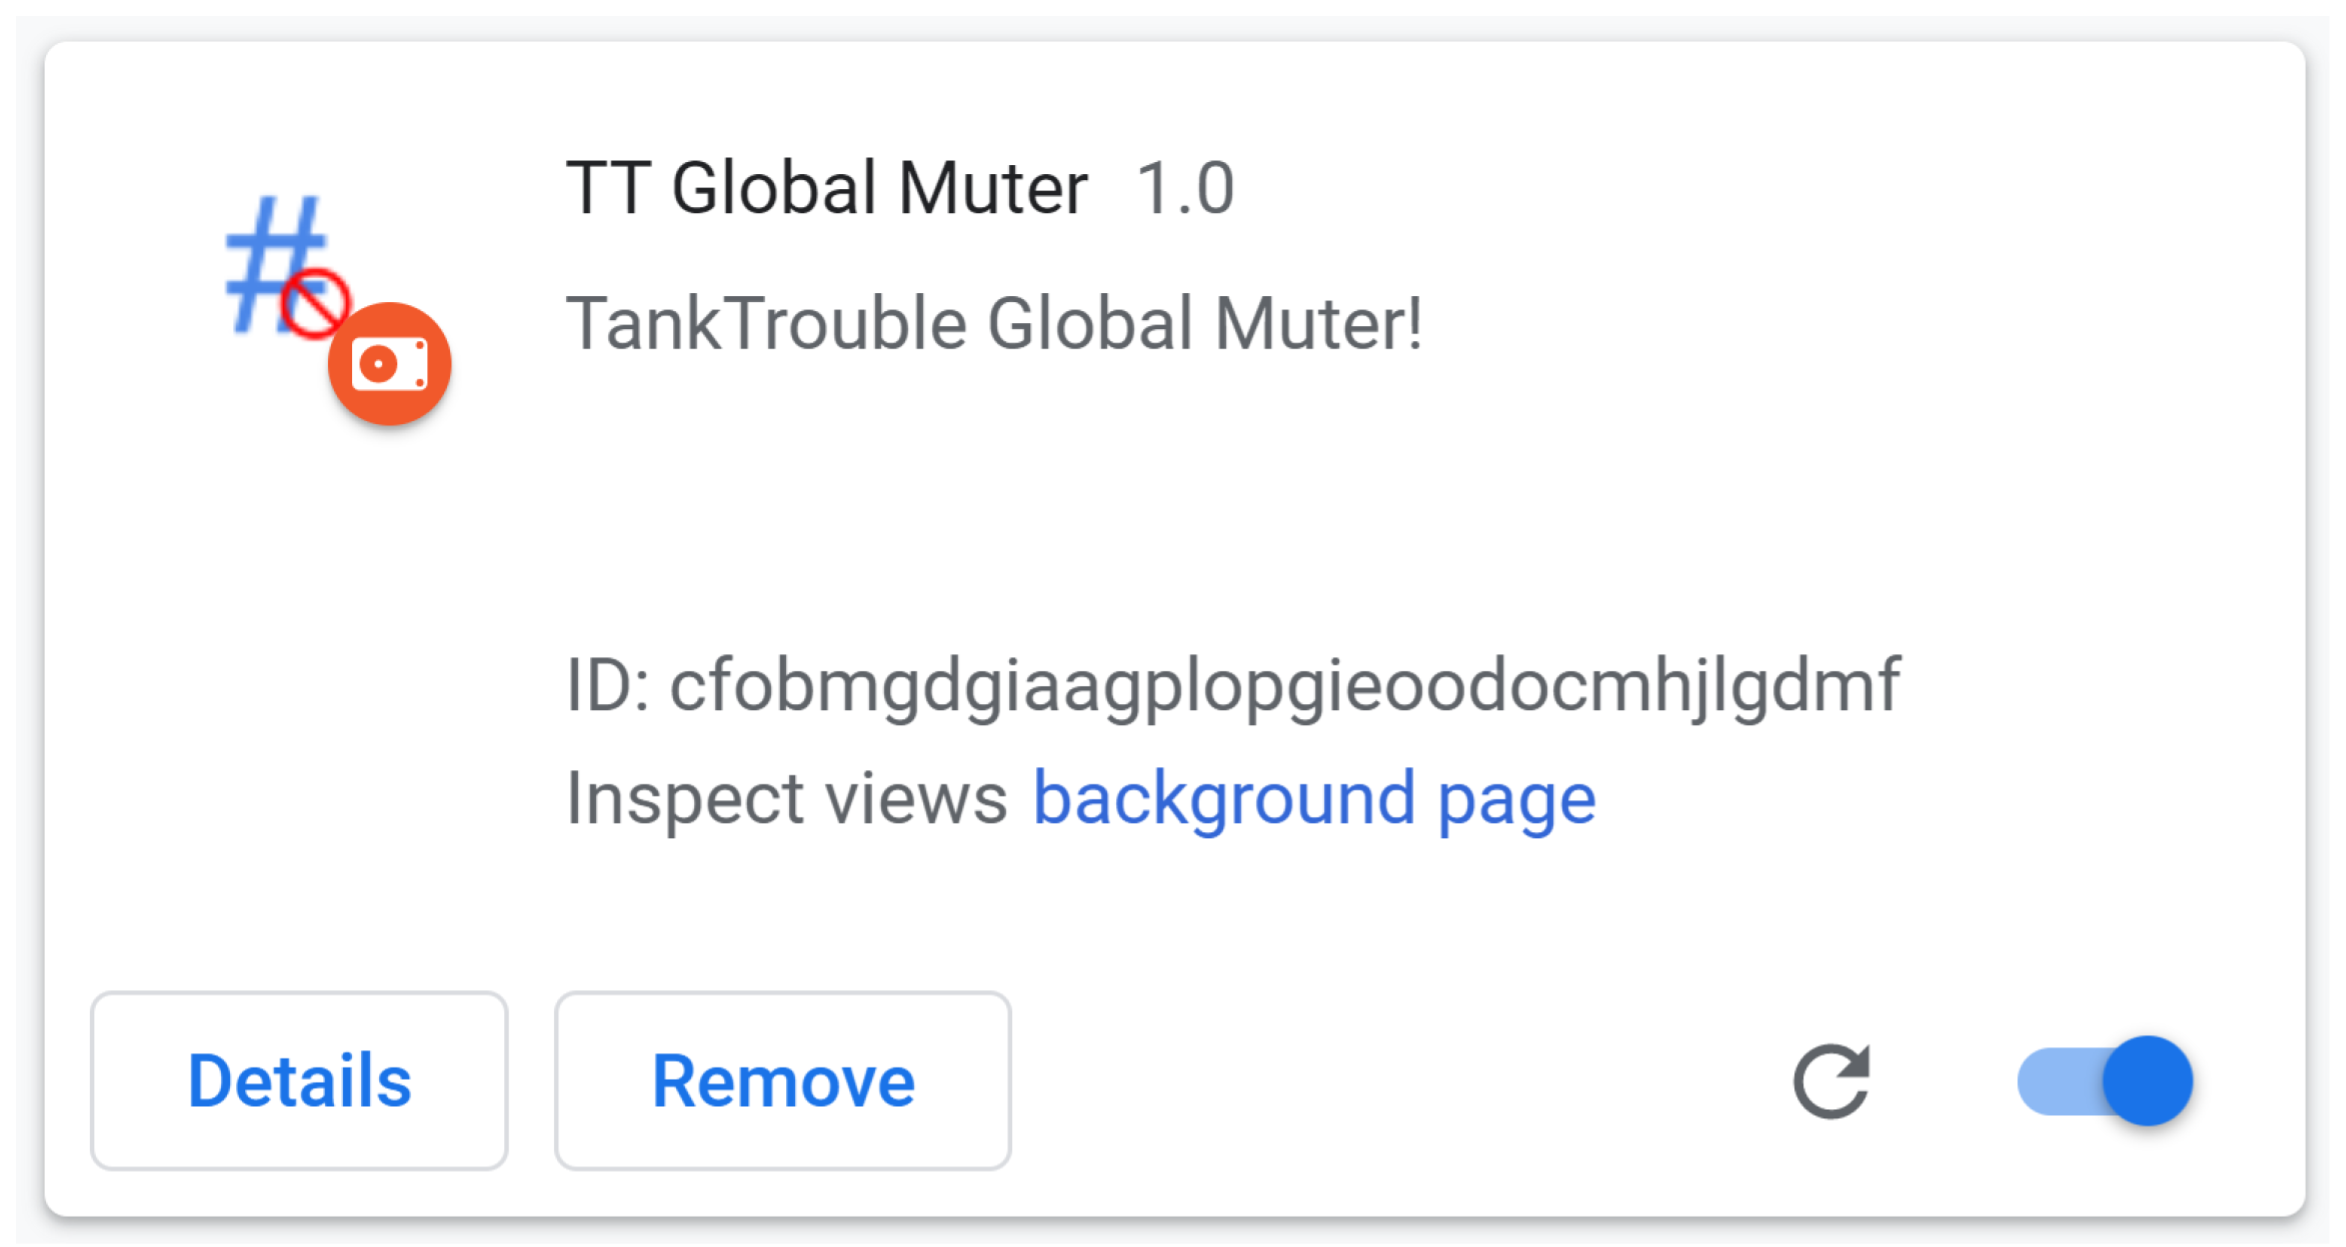 TT Global Muter 1.0
TankTrouble Global Muter!
ID: cfobmgdgiaagplopgieoodocmhjlgdmf
Inspect views background page
Details Remove